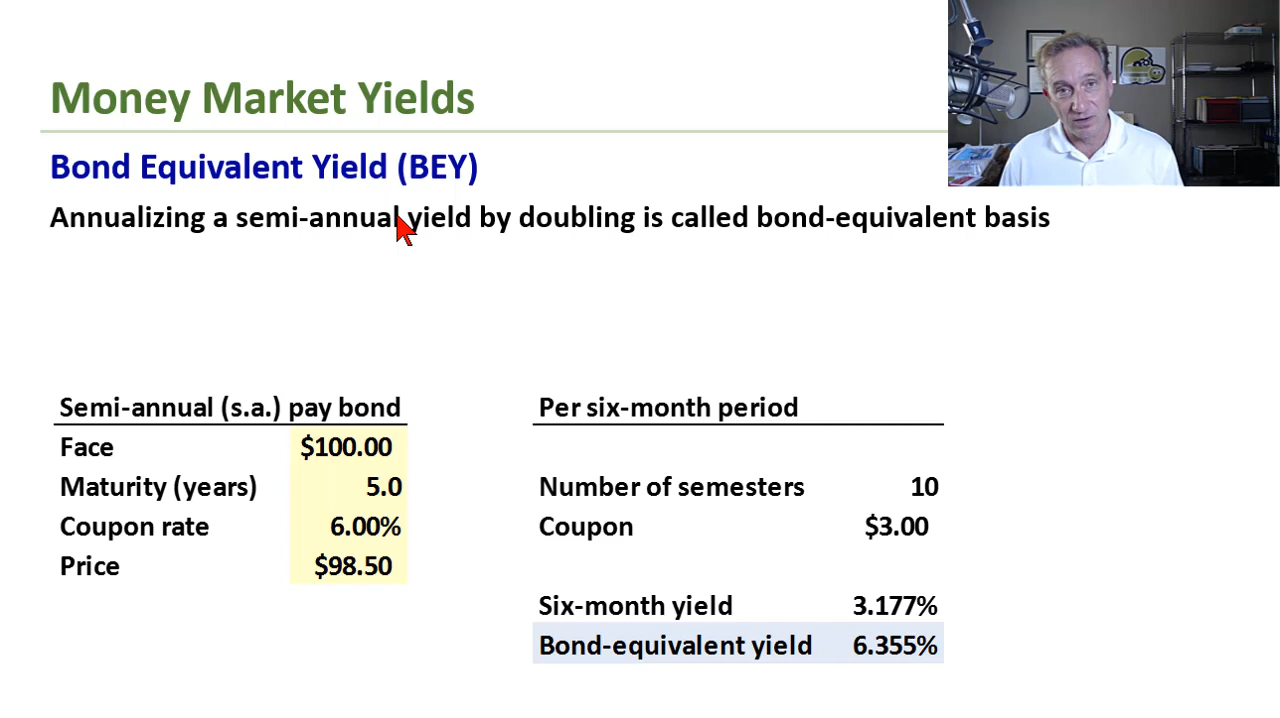 Money Market Yields
Bond Equivalent Yield (BEY)
Annualizing a semi-annual yield by doubling is called bond-equivalent basis
Semi-annual (s.a.) pay bond
Face $100.00
Maturity (years) 5.0
Coupon rate 6.00%
Price $98.50
Per six-month period
Number of semesters 10
Coupon $3.00
Six-month yield 3.177%
Bond-equivalent yield 6.355%